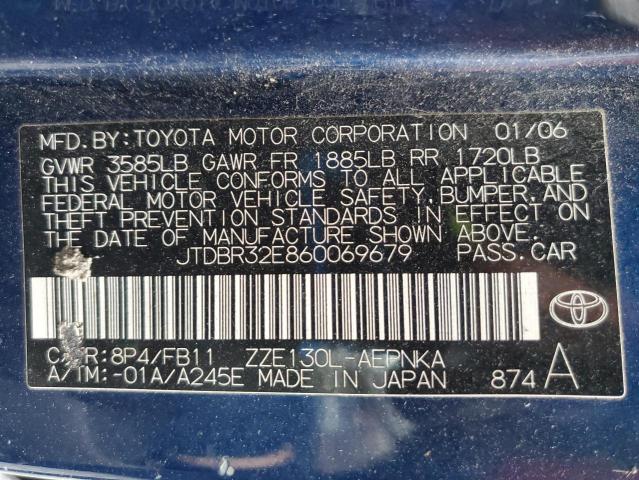 MFD. BY: TOYOTA MOTOR CORPORATION 01/06
GVWR 3585LB GAWR FR 1885LB RR 1720LB
THIS VEHICLE CONFORMS TO ALL APPLICABLE
FEDERAL MOTOR VEHICLE SAFETY, BUMPER, AND
THEFT PREVENTION STANDARDS IN EFFECT ON
THE DATE OF MANUFACTURE SHOWN ABOVE.
JTDBR32E860069679 PASS. CAR
8P4/FB11 ZZE130L-AEPNKA
A/TM:-01A/A245E MADE IN JAPAN 874 A